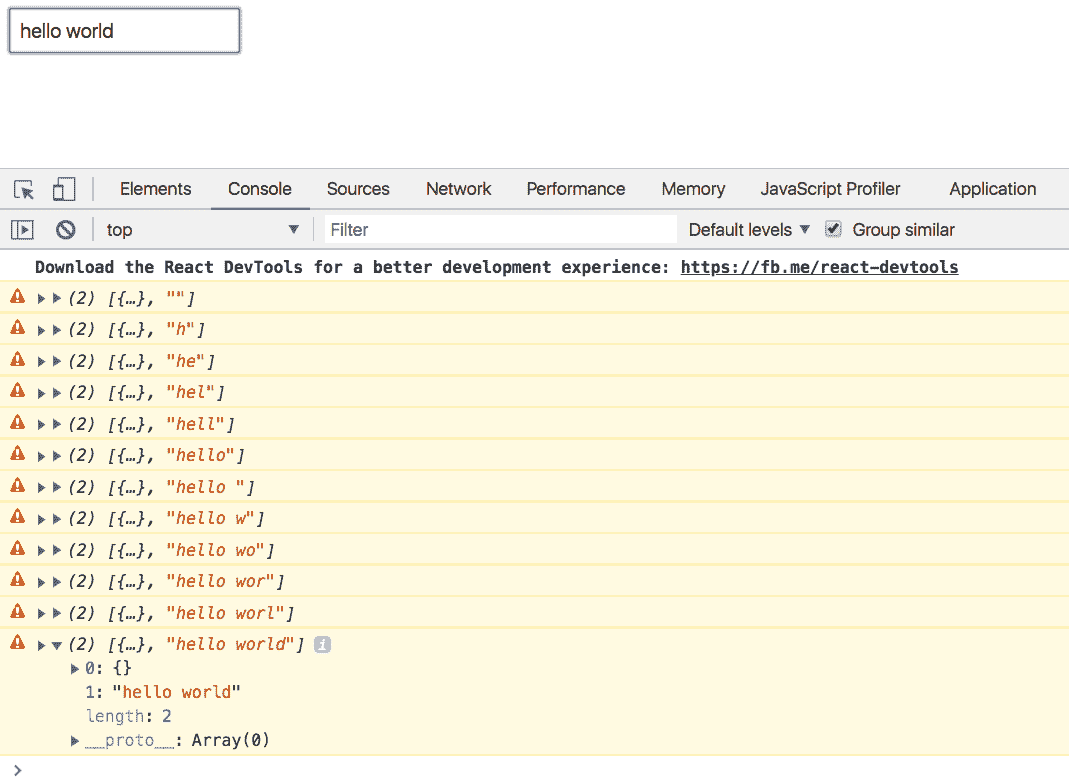 hello world
Elements Console Sources Network Performance Memory JavaScript Profiler Application
top Filter Default levels Group similar
Download the React DevTools for a better development experience: https://fb.me/react-devtools
(2) [{…}, ""]
(2) [{…}, "h"]
(2) [{…}, "he"]
(2) [{…}, "hel"]
(2) [{…}, "hell"]
(2) [{…}, "hello"]
(2) [{…}, "hello "]
(2) [{…}, "hello w"]
(2) [{…}, "hello wo"]
(2) [{…}, "hello wor"]
(2) [{…}, "hello worl"]
(2) [{…}, "hello world"] i
0: {}
1: "hello world"
length: 2
__proto__: Array(0)